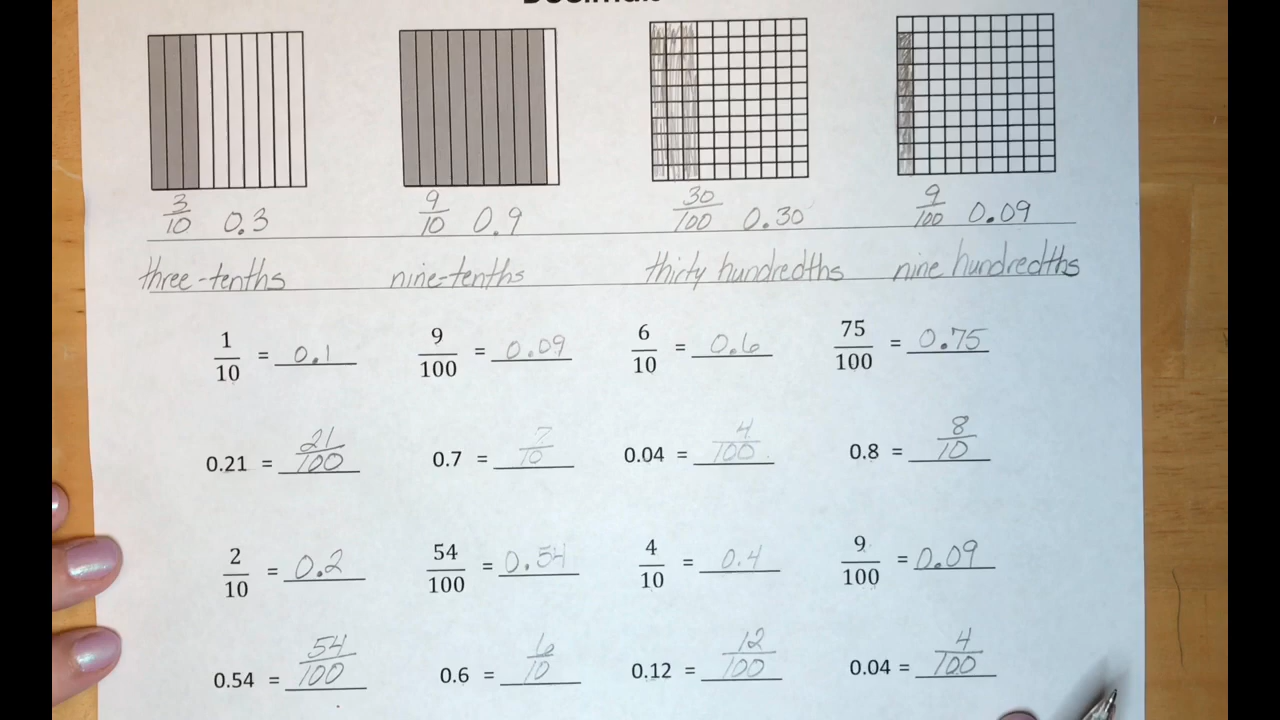 Decimals
3/10 0.3 9/10 0.9 30/100 0.30 9/100 0.09
three-tenths nine-tenths thirty hundredths nine hundredths
1/10 = 0.1 9/100 = 0.09 6/10 = 0.6 75/100 = 0.75
0.21 = 21/100 0.7 = 7/10 0.04 = 4/100 0.8 = 8/10
2/10 = 0.2 54/100 = 0.54 4/10 = 0.4 9/100 = 0.09
0.54 = 54/100 0.6 = 6/10 0.12 = 12/100 0.04 = 4/100